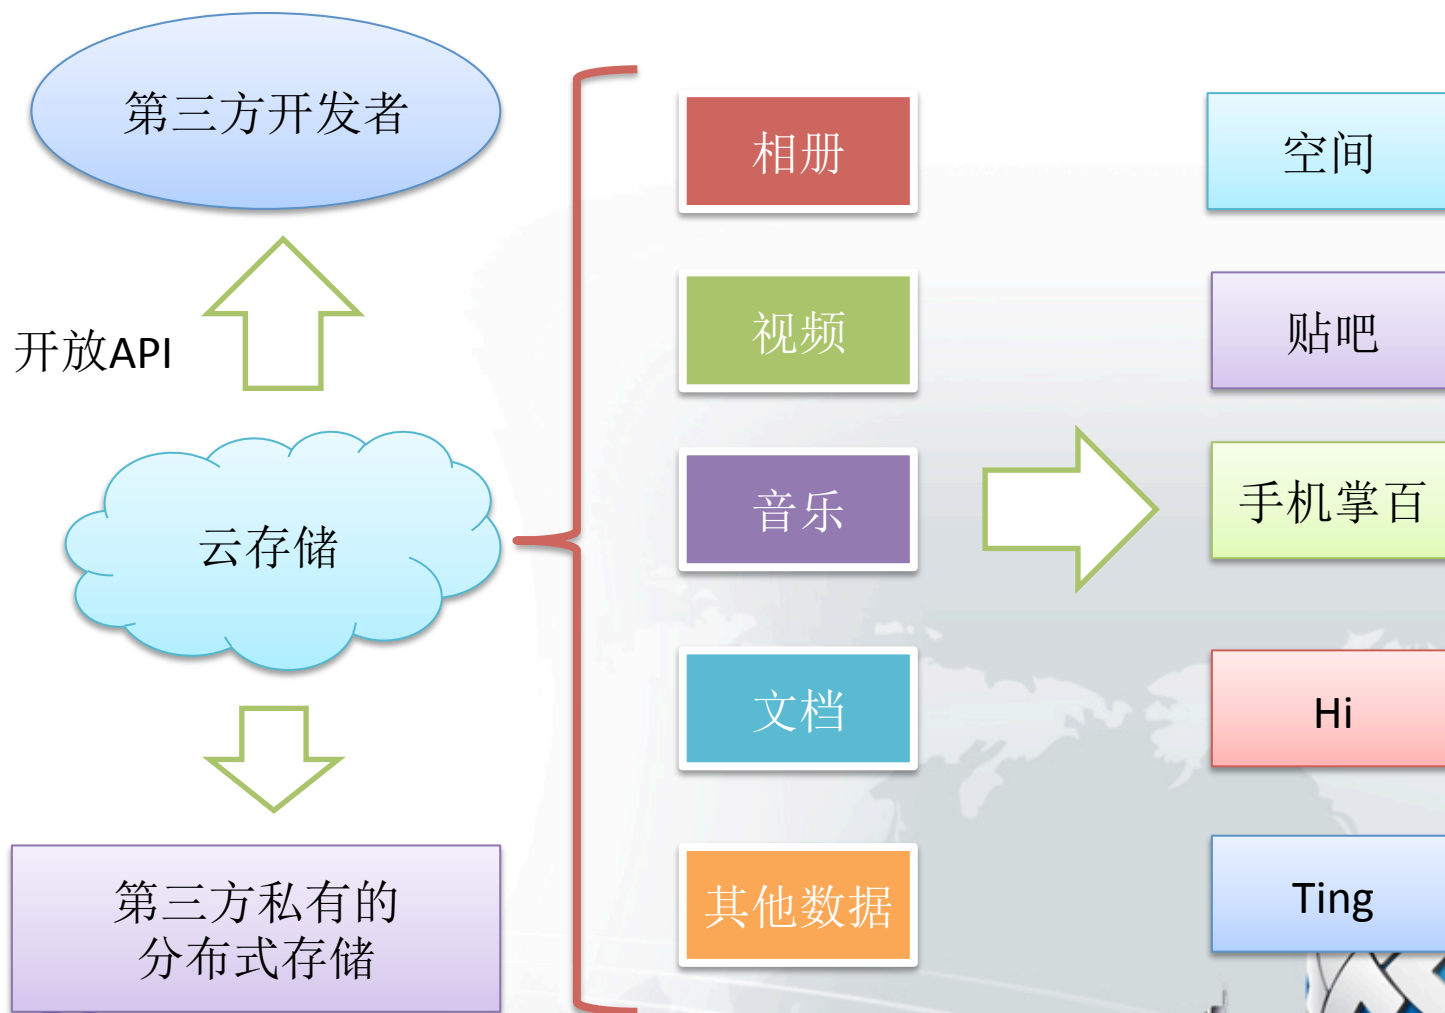 第三方开发者
开放API
云存储
第三方私有的
分布式存储
相册
视频
音乐
文档
其他数据
空间
贴吧
手机掌百
Hi
Ting